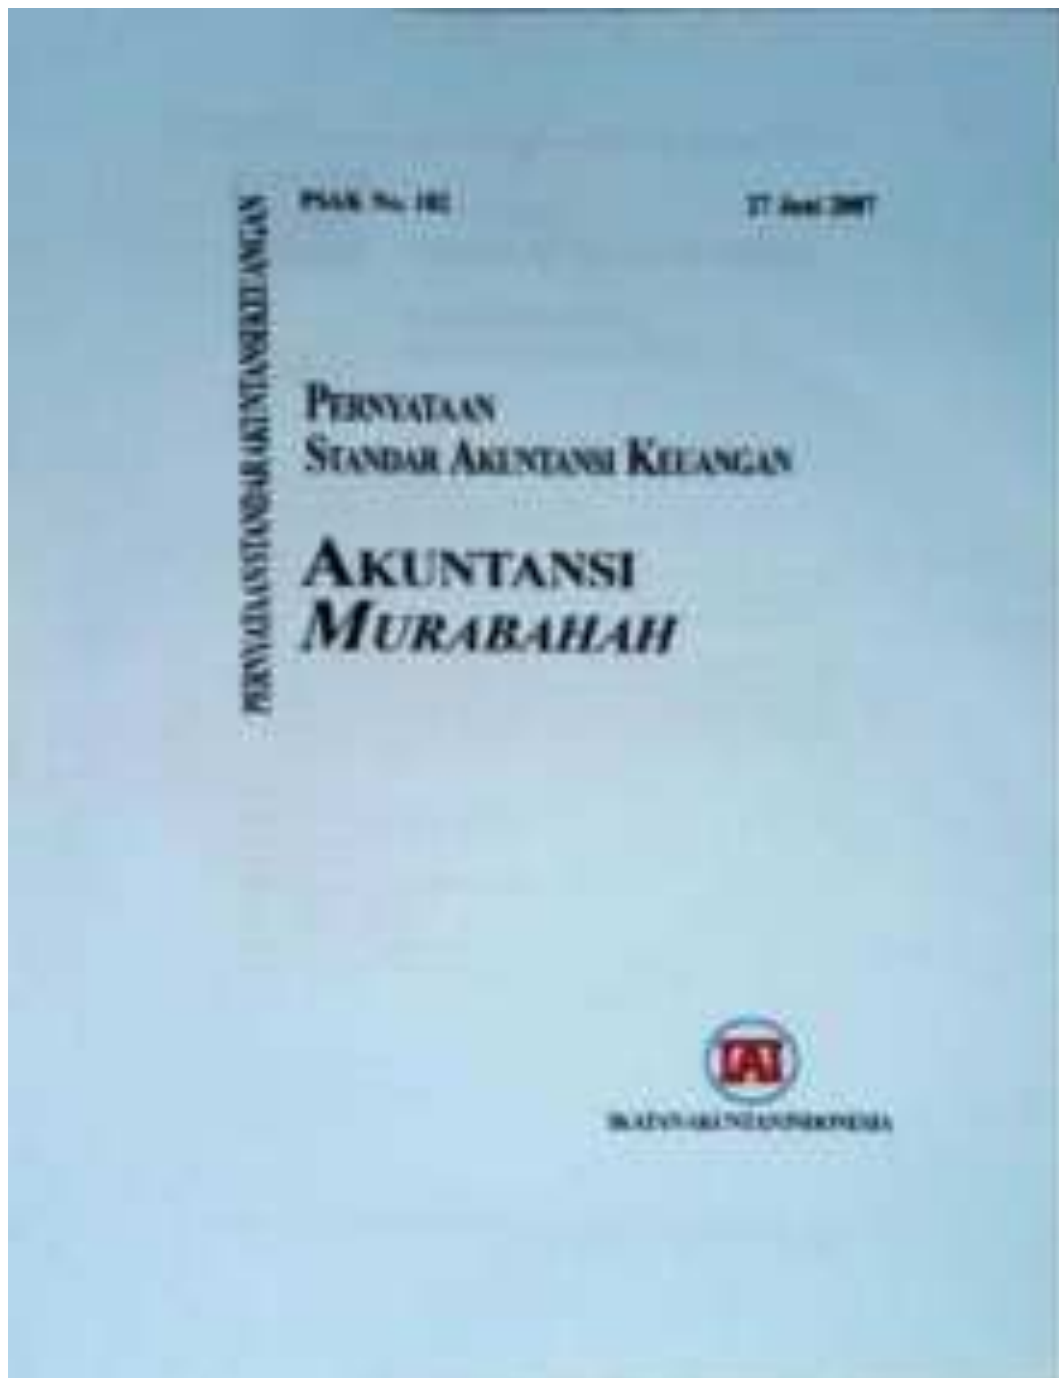 PSAK No. 102
27 Juni 2007
PERNYATAAN STANDAR AKUNTANSI KEUANGAN
PERNYATAAN
STANDAR AKUNTANSI KEUANGAN
AKUNTANSI
MURABAHAH
IAI
IKATAN AKUNTAN INDONESIA